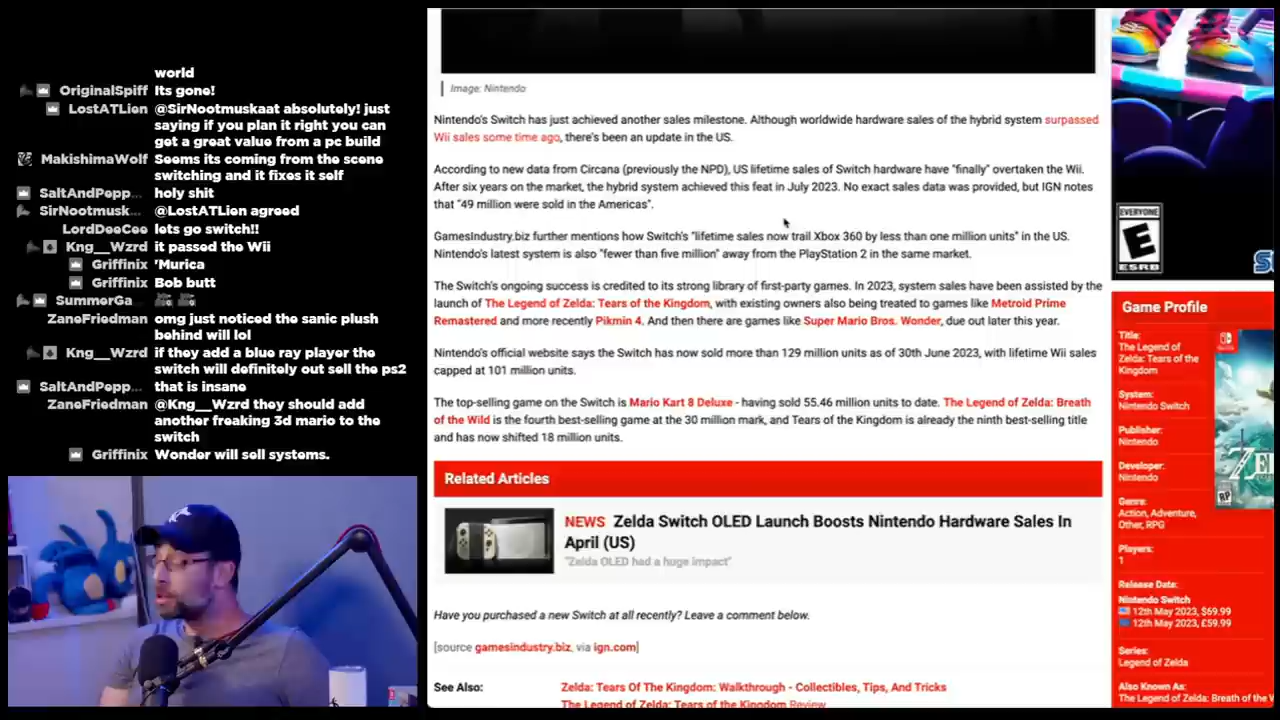 world
OriginalSpiff Its gone!
LostATLien @SirNootmuskaat absolutely! just
saying if you plan it right you can
get a great value from a pc build
MakishimaWolf Seems its coming from the scene
switching and it fixes it self
SaltAndPepp... holy shit
SirNootmusk... @LostATLien agreed
LoreDeeCee lets go switch!!
Kng__Wzrd it passed the Wii
Griffinix 'Murica
Griffinix Bob butt
SummerGa...
ZaneFriedman omg just noticed the sanic plush
behind will lol
Kng__Wzrd if they add a blue ray player the
switch will definitely out sell the ps2
SaltAndPepp... that is insane
ZaneFriedman @Kng__Wzrd they should add
another freaking 3d mario to the
switch
Griffinix Wonder will sell systems.
Image: Nintendo
Nintendo's Switch has just achieved another sales milestone. Although worldwide hardware sales of the hybrid system surpassed
Wii sales some time ago, there's been an update in the US.
According to new data from Circana (previously the NPD), US lifetime sales of Switch hardware have "finally" overtaken the Wii.
After six years on the market, the hybrid system achieved this feat in July 2023. No exact sales data was provided, but IGN notes
that "49 million were sold in the Americas".
GamesIndustry.biz further mentions how Switch's "lifetime sales now trail Xbox 360 by less than one million units" in the US.
Nintendo's latest system is also "fewer than five million" away from the PlayStation 2 in the same market.
The Switch's ongoing success is credited to its strong library of first-party games. In 2023, system sales have been assisted by the
launch of The Legend of Zelda: Tears of the Kingdom, with existing owners also being treated to games like Metroid Prime
Remastered and more recently Pikmin 4. And then there are games like Super Mario Bros. Wonder, due out later this year.
Nintendo's official website says the Switch has now sold more than 129 million units as of 30th June 2023, with lifetime Wii sales
capped at 101 million units.
The top-selling game on the Switch is Mario Kart 8 Deluxe - having sold 55.46 million units to date. The Legend of Zelda: Breath
of the Wild is the fourth best-selling game at the 30 million mark, and Tears of the Kingdom is already the ninth best-selling title
and has now shifted 18 million units.
Related Articles
NEWS Zelda Switch OLED Launch Boosts Nintendo Hardware Sales In
April (US)
"Zelda OLED had a huge impact"
Have you purchased a new Switch at all recently? Leave a comment below.
[source gamesindustry.biz, via ign.com]
See Also: Zelda: Tears Of The Kingdom: Walkthrough - Collectibles, Tips, And Tricks
The Legend of Zelda: Tears of the Kingdom Review
EVERYONE
E
ESRB
Game Profile
Title:
The Legend of
Zelda: Tears of the
Kingdom
System:
Nintendo Switch
Publisher:
Nintendo
Developer:
Nintendo
Genre:
Action, Adventure,
Other, RPG
Players:
1
Release Date:
Nintendo Switch
12th May 2023, $69.99
12th May 2023, £59.99
Series:
Legend of Zelda
Also Known As:
The Legend of Zelda: Breath of the W
RP